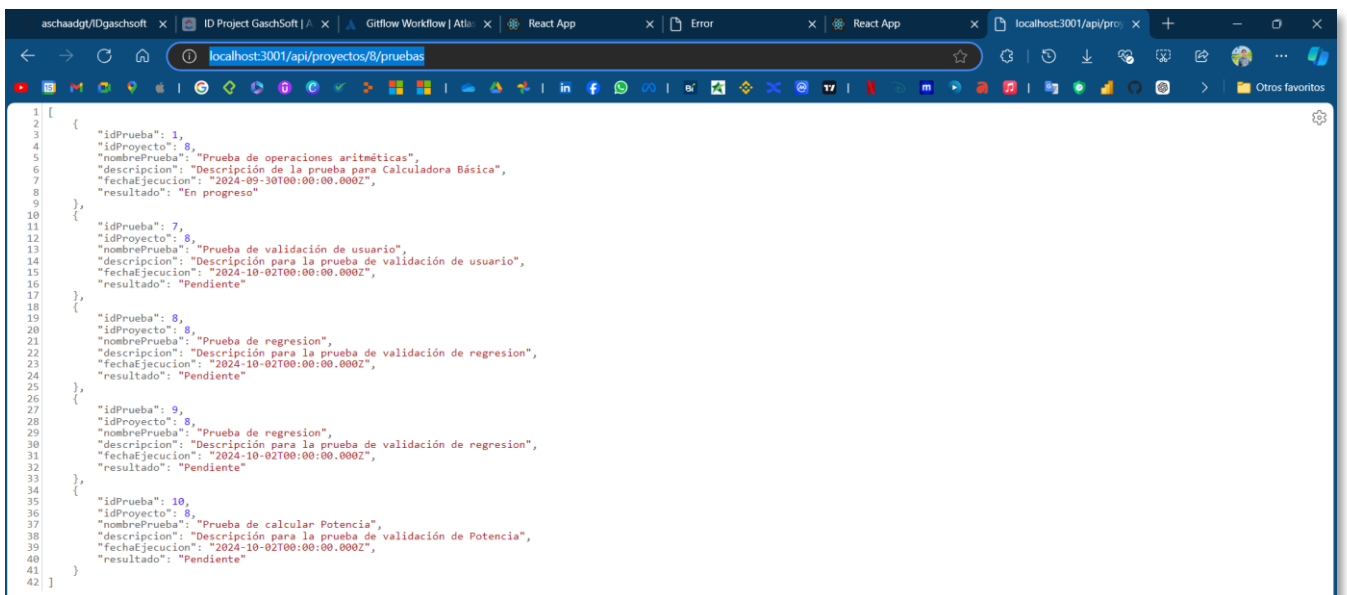 aschaadgt/IDgaschsoft
ID Project GaschSoft | A
Gitflow Workflow | Atla
React App
Error
React App
localhost:3001/api/proy
localhost:3001/api/proyectos/8/pruebas
Otros favoritos
1 [
2 {
3 "idPrueba": 1,
4 "idProyecto": 8,
5 "nombrePrueba": "Prueba de operaciones aritméticas",
6 "descripcion": "Descripción de la prueba para Calculadora Básica",
7 "fechaEjecucion": "2024-09-30T00:00:00.000Z",
8 "resultado": "En progreso"
9 },
10 {
11 "idPrueba": 7,
12 "idProyecto": 8,
13 "nombrePrueba": "Prueba de validación de usuario",
14 "descripcion": "Descripción para la prueba de validación de usuario",
15 "fechaEjecucion": "2024-10-02T00:00:00.000Z",
16 "resultado": "Pendiente"
17 },
18 {
19 "idPrueba": 8,
20 "idProyecto": 8,
21 "nombrePrueba": "Prueba de regresion",
22 "descripcion": "Descripción para la prueba de validación de regresion",
23 "fechaEjecucion": "2024-10-02T00:00:00.000Z",
24 "resultado": "Pendiente"
25 },
26 {
27 "idPrueba": 9,
28 "idProyecto": 8,
29 "nombrePrueba": "Prueba de regresion",
30 "descripcion": "Descripción para la prueba de validación de regresion",
31 "fechaEjecucion": "2024-10-02T00:00:00.000Z",
32 "resultado": "Pendiente"
33 },
34 {
35 "idPrueba": 10,
36 "idProyecto": 8,
37 "nombrePrueba": "Prueba de calcular Potencia",
38 "descripcion": "Descripción para la prueba de validación de Potencia",
39 "fechaEjecucion": "2024-10-02T00:00:00.000Z",
40 "resultado": "Pendiente"
41 }
42 ]